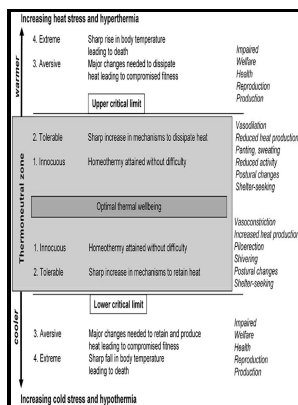 Increasing heat stress and hyperthermia
warmer
4. Extreme Sharp rise in body temperature
leading to death
3. Aversive Major changes needed to dissipate
heat leading to compromised fitness
Impaired
Welfare
Health
Reproduction
Production
Upper critical limit
Thermoneutral zone
2. Tolerable Sharp increase in mechanisms to dissipate heat
1. Innocuous Homeothermy attained without difficulty
Vasodilation
Reduced heat production
Panting, sweating
Reduced activity
Postural changes
Shelter-seeking
Optimal thermal wellbeing
1. Innocuous Homeothermy attained without difficulty
2. Tolerable Sharp increase in mechanisms to retain heat
Vasoconstriction
Increased heat production
Piloerection
Shivering
Postural changes
Shelter-seeking
Lower critical limit
cooler
3. Aversive Major changes needed to retain and produce
heat leading to compromised fitness
4. Extreme Sharp fall in body temperature
leading to death
Impaired
Welfare
Health
Reproduction
Production
Increasing cold stress and hypothermia